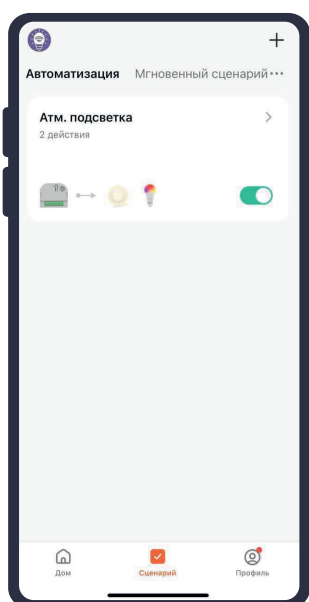 Автоматизация Мгновенный сценарий···
Атм. подсветка
2 действия
Дом Сценарий Профиль